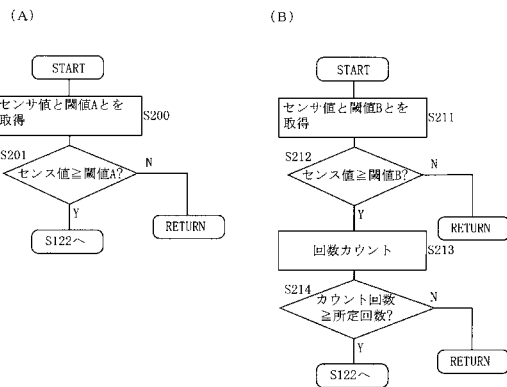 (A)
START
センサ値と閾値Aとを
取得
S200
S201
センス値≧閾値A?
N
Y
RETURN
S122へ
(B)
START
センサ値と閾値Bとを
取得
S211
S212
センス値≧閾値B?
N
Y
RETURN
回数カウント
S213
S214
カウント回数
≧所定回数?
N
Y
RETURN
S122へ